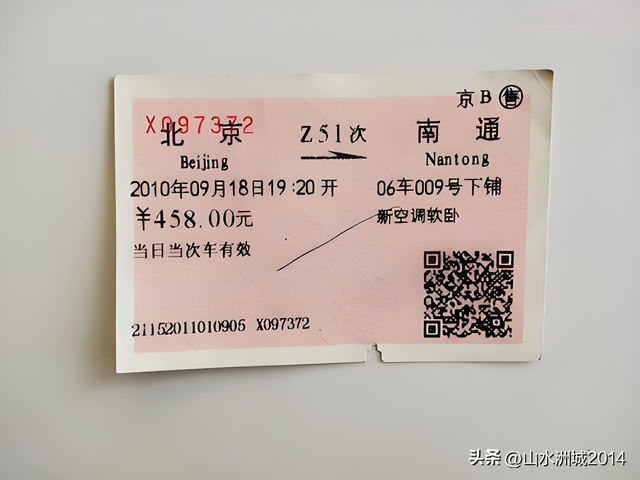 京B 售
X097372
北京 Z51次 南通
Beijing Nantong
2010年09月18日19:20开 06车009号下铺
￥458.00元 新空调软卧
当日当次车有效
21152011010905 X097372
头条 @山水洲城2014